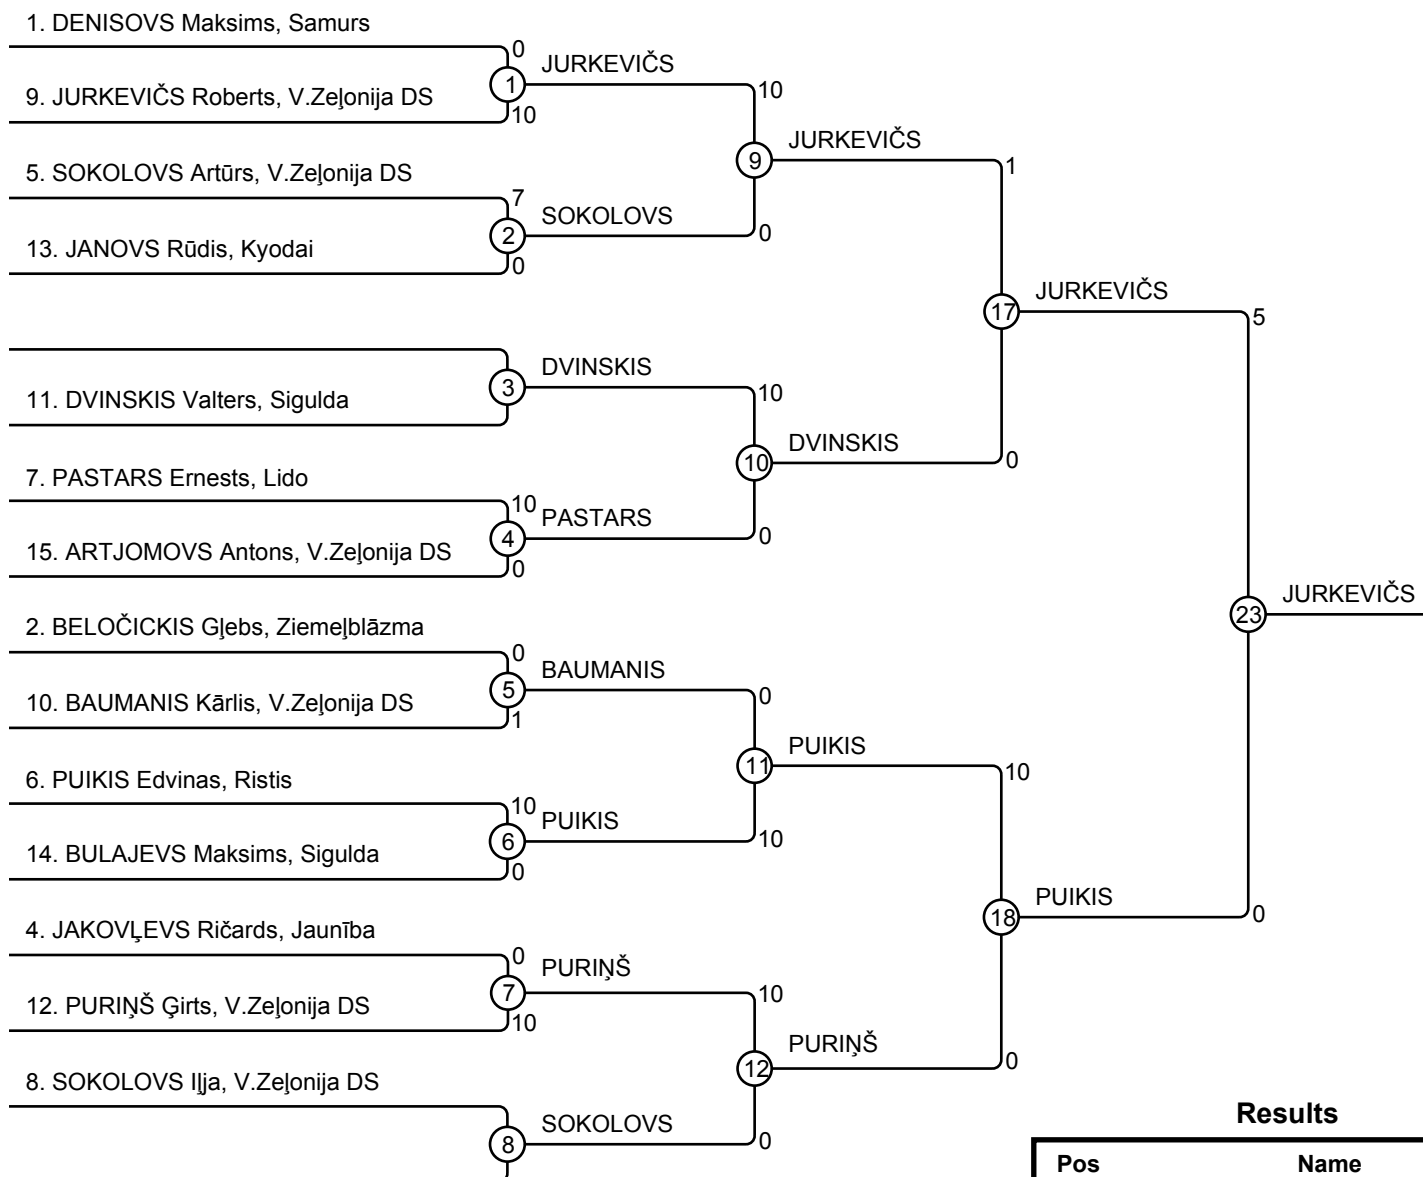 1. DENISOVS Maksims, Samurs
0
JURKEVIČS
1
10
9. JURKEVIČS Roberts, V.Zeļonija DS
10
JURKEVIČS
9
1
5. SOKOLOVS Artūrs, V.Zeļonija DS
7
SOKOLOVS
2
0
13. JANOVS Rūdis, Kyodai
0
JURKEVIČS
17
5
DVINSKIS
3
10
11. DVINSKIS Valters, Sigulda
DVINSKIS
10
0
7. PASTARS Ernests, Lido
10
PASTARS
4
0
15. ARTJOMOVS Antons, V.Zeļonija DS
0
JURKEVIČS
23
2. BELOČICKIS Gļebs, Ziemeļblāzma
0
BAUMANIS
5
0
10. BAUMANIS Kārlis, V.Zeļonija DS
1
PUIKIS
11
10
6. PUIKIS Edvinas, Ristis
10
PUIKIS
6
10
14. BULAJEVS Maksims, Sigulda
0
PUIKIS
18
0
4. JAKOVĻEVS Ričards, Jaunība
0
PURIŅŠ
7
10
12. PURIŅŠ Ģirts, V.Zeļonija DS
10
PURIŅŠ
12
0
8. SOKOLOVS Iļja, V.Zeļonija DS
SOKOLOVS
8
0
Results
Pos Name